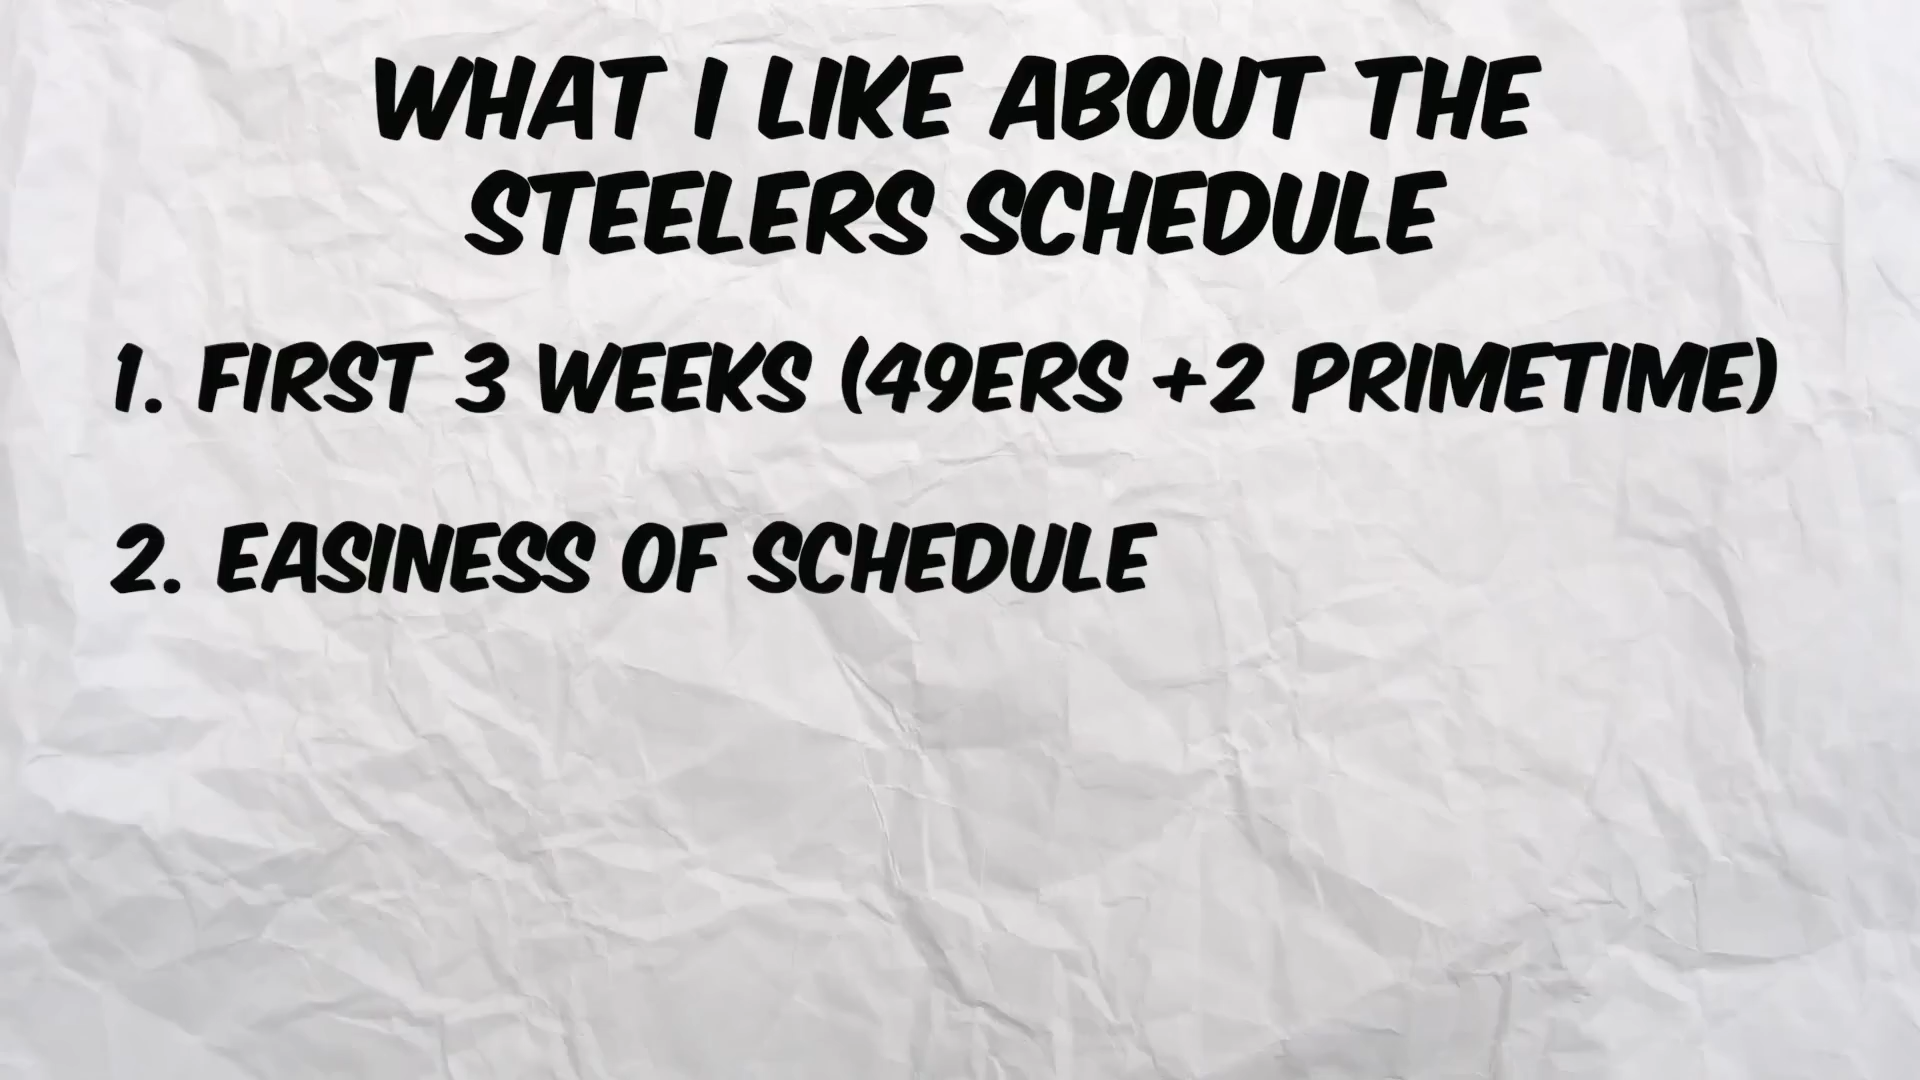 WHAT I LIKE ABOUT THE
STEELERS SCHEDULE
1. FIRST 3 WEEKS (49ERS +2 PRIMETIME)
2. EASINESS OF SCHEDULE